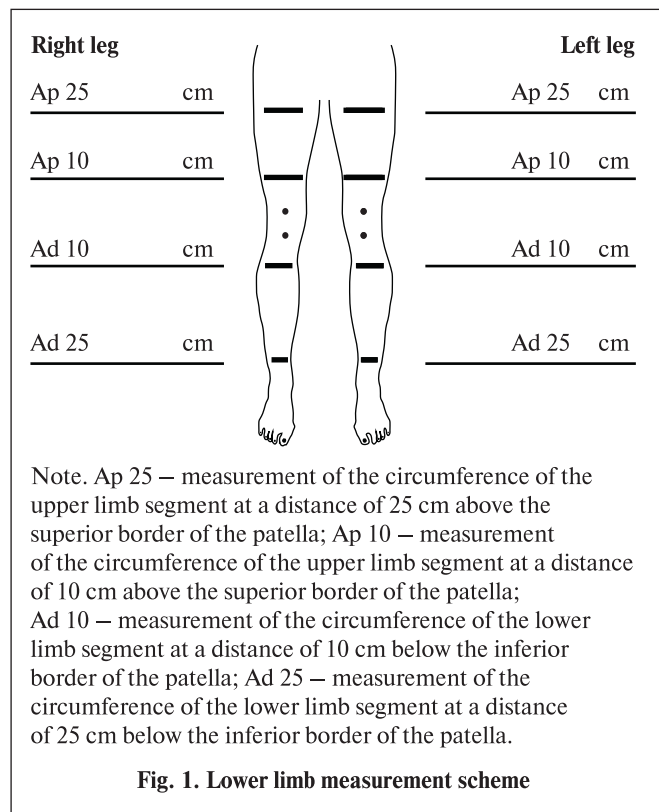 Right leg Left leg
Ap 25 cm Ap 25 cm
Ap 10 cm Ap 10 cm
Ad 10 cm Ad 10 cm
Ad 25 cm Ad 25 cm
Note. Ap 25 – measurement of the circumference of the
upper limb segment at a distance of 25 cm above the
superior border of the patella; Ap 10 – measurement
of the circumference of the upper limb segment at a distance
of 10 cm above the superior border of the patella;
Ad 10 – measurement of the circumference of the lower
limb segment at a distance of 10 cm below the inferior
border of the patella; Ad 25 – measurement of the
circumference of the lower limb segment at a distance
of 25 cm below the inferior border of the patella.
Fig. 1. Lower limb measurement scheme